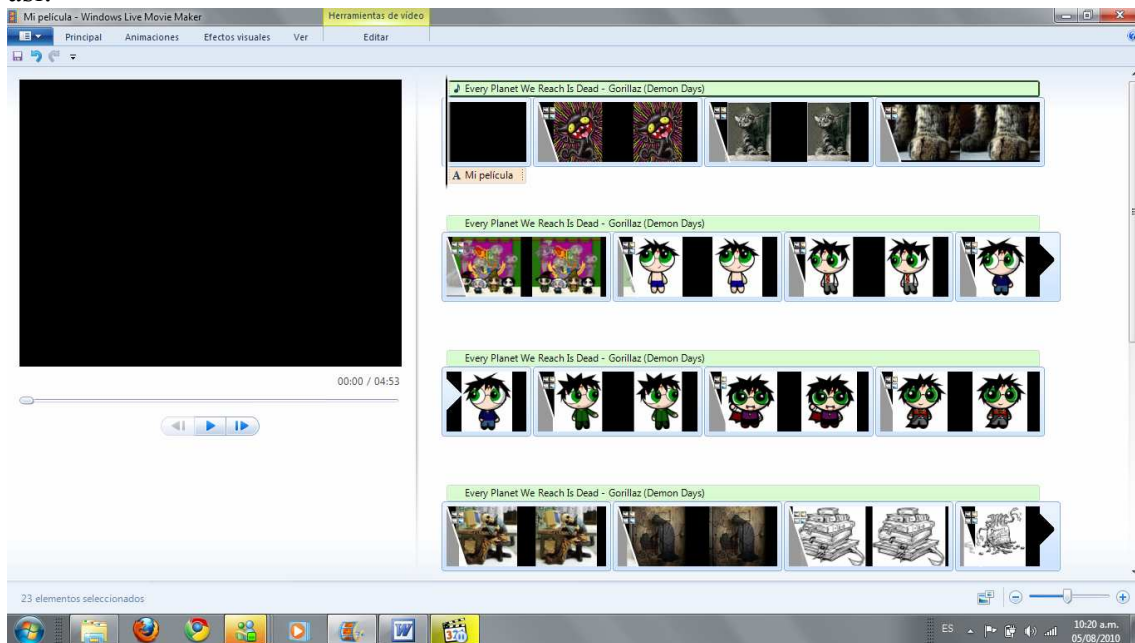 así.
Mi película - Windows Live Movie Maker
Herramientas de vídeo
Principal Animaciones Efectos visuales Ver Editar
Every Planet We Reach Is Dead - Gorillaz (Demon Days)
A Mi película
Every Planet We Reach Is Dead - Gorillaz (Demon Days)
Every Planet We Reach Is Dead - Gorillaz (Demon Days)
00:00 / 04:53
Every Planet We Reach Is Dead - Gorillaz (Demon Days)
23 elementos seleccionados
W
ES
10:20 a.m.
05/08/2010